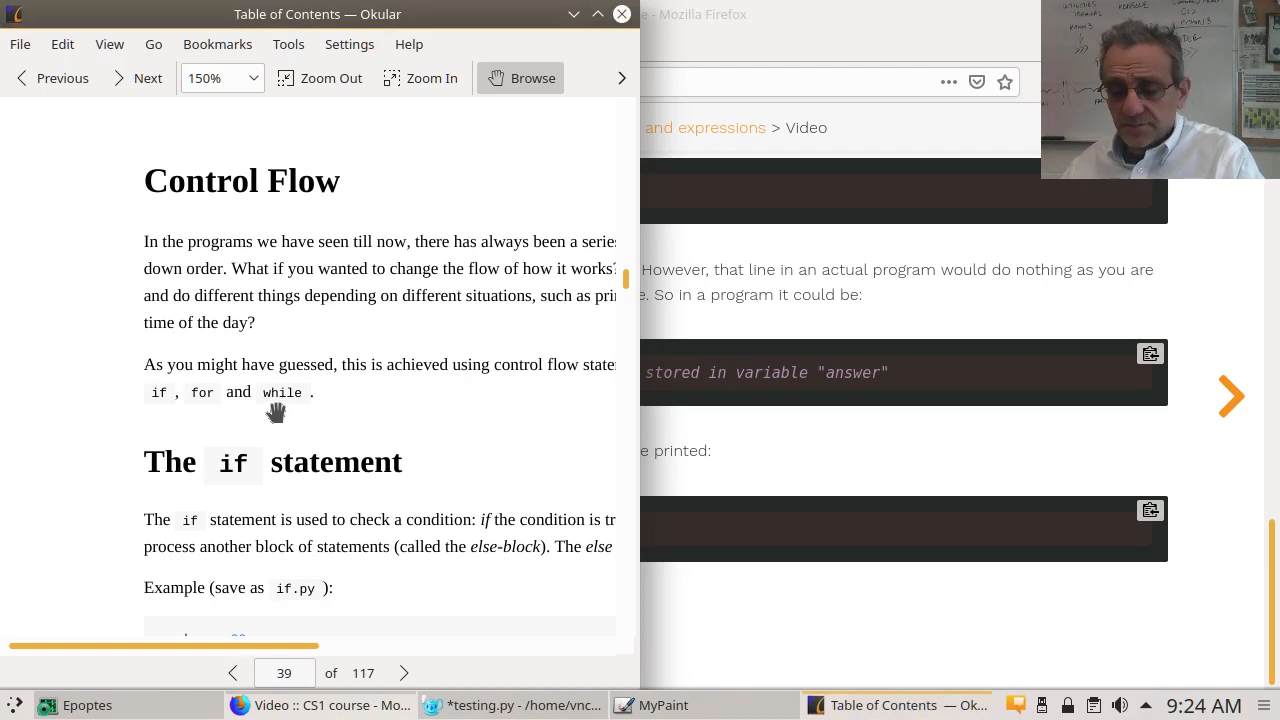 Table of Contents — Okular
- Mozilla Firefox
File Edit View Go Bookmarks Tools Settings Help
Previous Next 150% Zoom Out Zoom In Browse
and expressions > Video
Control Flow
In the programs we have seen till now, there has always been a serie
down order. What if you wanted to change the flow of how it works?
and do different things depending on different situations, such as prin
time of the day?
As you might have guessed, this is achieved using control flow state
if , for and while .
The if statement
The if statement is used to check a condition: if the condition is tr
process another block of statements (called the else-block). The else
Example (save as if.py ):
However, that line in an actual program would do nothing as you are
e. So in a program it could be:
stored in variable "answer"
e printed:
39 of 117
Epoptes
Video :: CS1 course - Mo...
*testing.py - /home/vnc...
MyPaint
Table of Contents — Ok...
9:24 AM